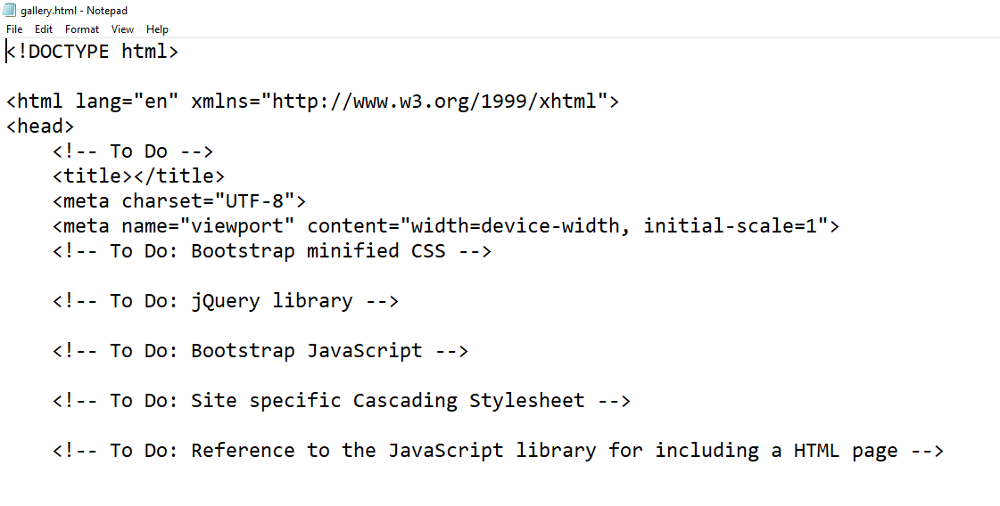 gallery.html - Notepad
File Edit Format View Help
<!DOCTYPE html>
<html lang="en" xmlns="http://www.w3.org/1999/xhtml">
<head>
<!-- To Do -->
<title></title>
<meta charset="UTF-8">
<meta name="viewport" content="width=device-width, initial-scale=1">
<!-- To Do: Bootstrap minified CSS -->
<!-- To Do: jQuery library -->
<!-- To Do: Bootstrap JavaScript -->
<!-- To Do: Site specific Cascading Stylesheet -->
<!-- To Do: Reference to the JavaScript library for including a HTML page -->